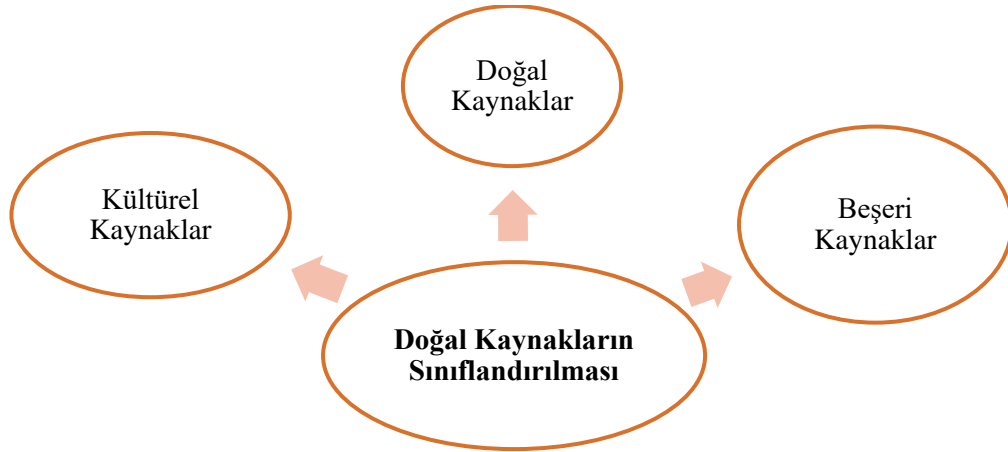 Doğal
Kaynaklar
Kültürel
Kaynaklar
Beşeri
Kaynaklar
Doğal Kaynakların
Sınıflandırılması